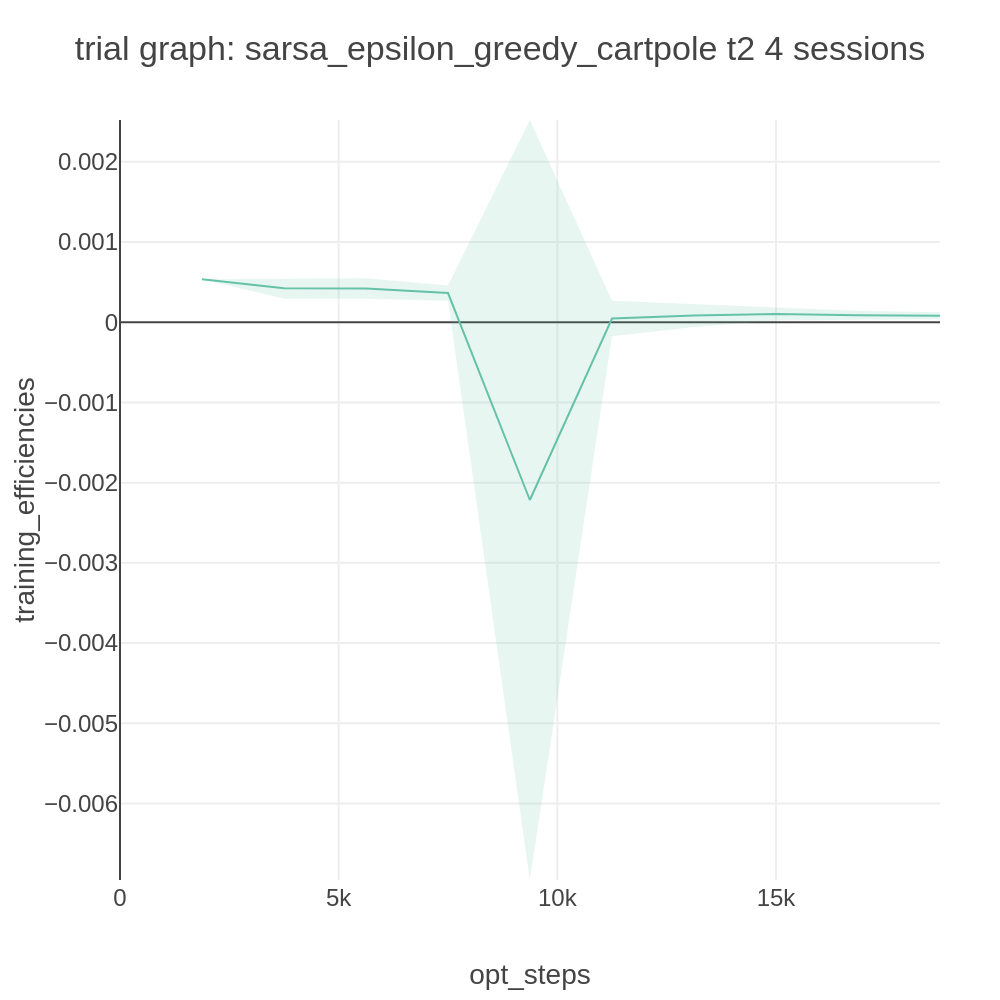 trial graph: sarsa_epsilon_greedy_cartpole t2 4 sessions
0.002
0.001
0
−0.001
−0.002
−0.003
−0.004
−0.005
−0.006
training_efficiencies
0 5k 10k 15k
opt_steps